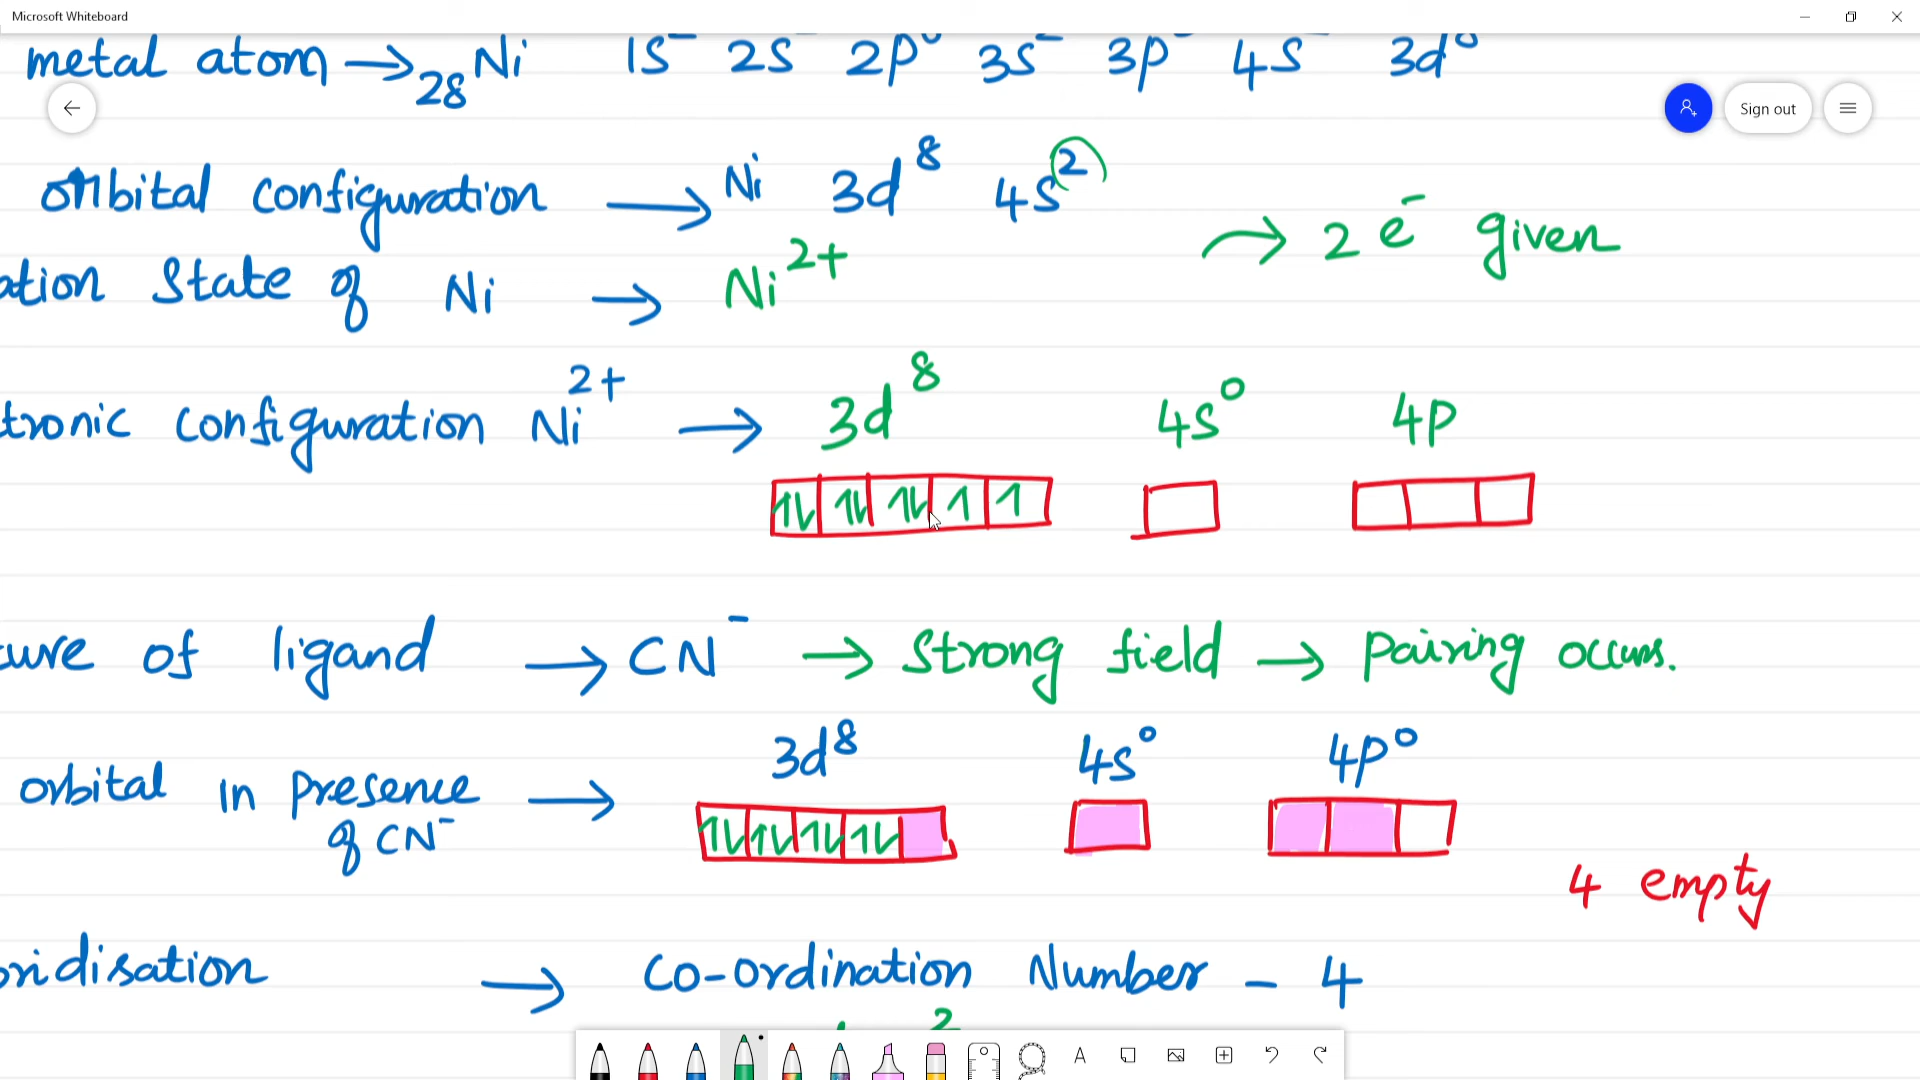 Microsoft Whiteboard
metal atom → ₂₈Ni 1s 2s 2p 3s 3p 4s 3d
Sign out
orbital configuration → Ni 3d⁸ 4s²
→ 2 e⁻ given
ation State of Ni → Ni²⁺
tronic configuration Ni²⁺ → 3d⁸ 4s⁰ 4p
1L 1L 1L 1 1
ture of ligand → CN⁻ → Strong field → Pairing occurs.
3d⁸ 4s⁰ 4p⁰
orbital in presence of CN⁻ →
1L 1L 1L 1L
4 empty
bridisation → Co-ordination Number - 4
2
A